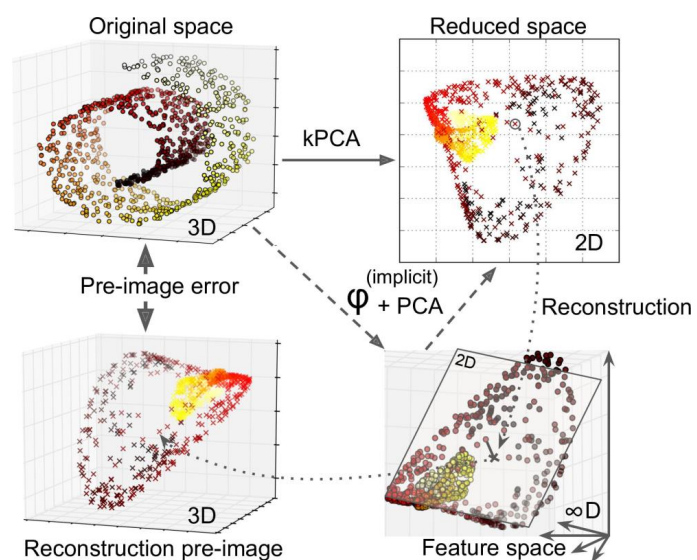 Original space
Reduced space
kPCA
3D
2D
Pre-image error
(implicit)
φ + PCA
Reconstruction
2D
3D
∞D
Reconstruction pre-image
Feature space